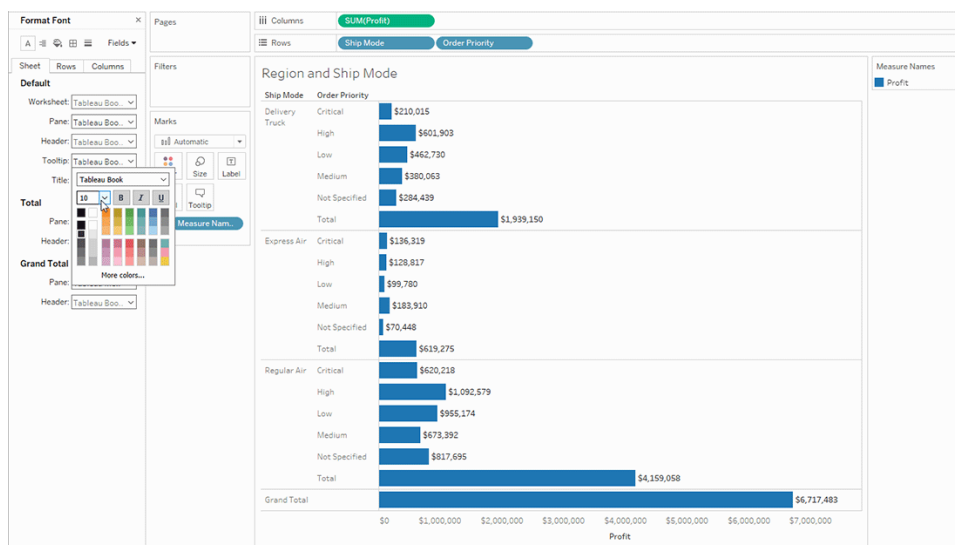 Format Font ×
A Fields
Sheet Rows Columns
Default
Worksheet: Tableau Boo..
Pane: Tableau Boo..
Header: Tableau Boo..
Tooltip: Tableau Boo..
Title:
Tableau Book
10 B I U
More colors...
Total
Pane:
Header:
Grand Total
Pane:
Header: Tableau Boo..
Pages
Filters
Marks
Automatic
Size Label
Tooltip
Measure Nam..
Columns SUM(Profit)
Rows Ship Mode Order Priority
Region and Ship Mode
Ship Mode Order Priority
Delivery Truck
Critical $210,015
High $601,903
Low $462,730
Medium $380,063
Not Specified $284,439
Total $1,939,150
Express Air Critical $136,319
High $128,787
Low $99,780
Medium $183,910
Not Specified $70,448
Total $619,275
Regular Air Critical $620,218
High $1,092,579
Low $955,174
Medium $673,392
Not Specified $817,695
Total $4,159,058
Grand Total $6,717,483
$0 $1,000,000 $2,000,000 $3,000,000 $4,000,000 $5,000,000 $6,000,000 $7,000,000
Profit
Measure Names
Profit